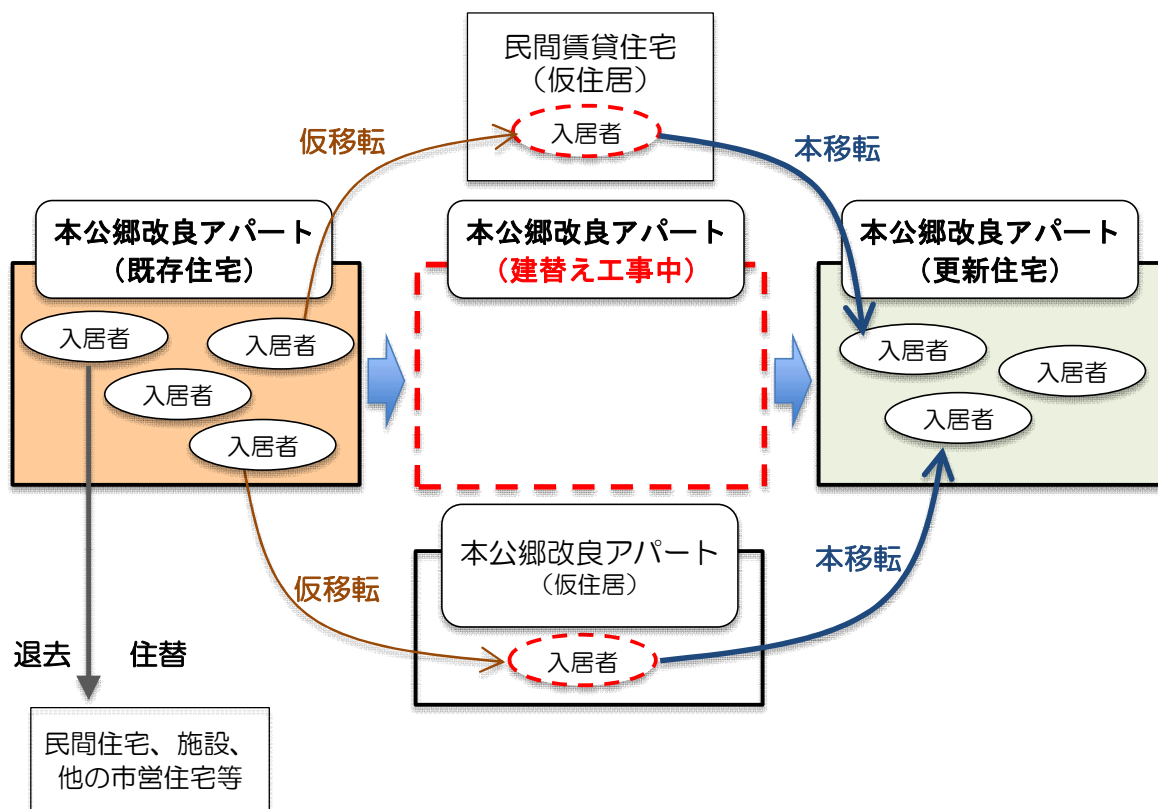 民間賃貸住宅
（仮住居）
入居者
仮移転
本移転
本公郷改良アパート
（既存住宅）
入居者
入居者
入居者
入居者
本公郷改良アパート
（建替え工事中）
本公郷改良アパート
（更新住宅）
入居者
入居者
入居者
本公郷改良アパート
（仮住居）
入居者
仮移転
本移転
退去
住替
民間住宅、施設、
他の市営住宅等